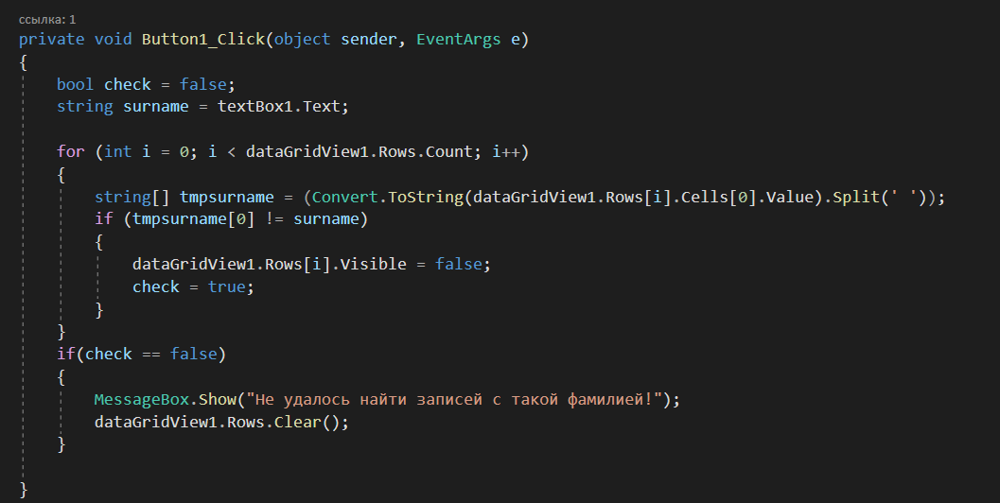 ссылка: 1
private void Button1_Click(object sender, EventArgs e)
{
    bool check = false;
    string surname = textBox1.Text;
    for (int i = 0; i < dataGridView1.Rows.Count; i++)
    {
        string[] tmpsurname = (Convert.ToString(dataGridView1.Rows[i].Cells[0].Value).Split(' '));
        if (tmpsurname[0] != surname)
        {
            dataGridView1.Rows[i].Visible = false;
            check = true;
        }
    }
    if(check == false)
    {
        MessageBox.Show("Не удалось найти записей с такой фамилией!");
        dataGridView1.Rows.Clear();
    }
}